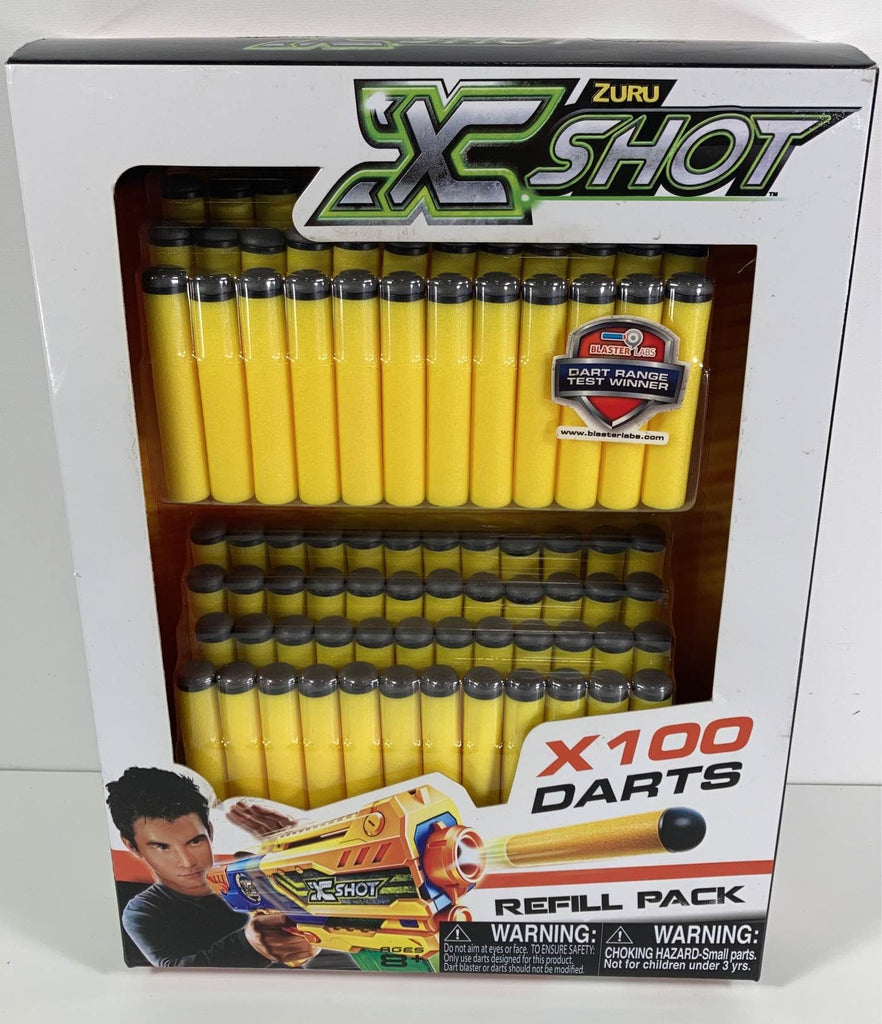 ZURU
X SHOT™
BLASTER LABS
DART RANGE
TEST WINNER
www.blasterlabs.com
X100
DARTS
X SHOT
REFILL PACK
AGES
8+
WARNING:
Do not aim at eyes or face. TO ENSURE SAFETY:
Only use darts designed for this product.
Dart blaster or darts should not be modified.
WARNING:
CHOKING HAZARD-Small parts.
Not for children under 3 yrs.